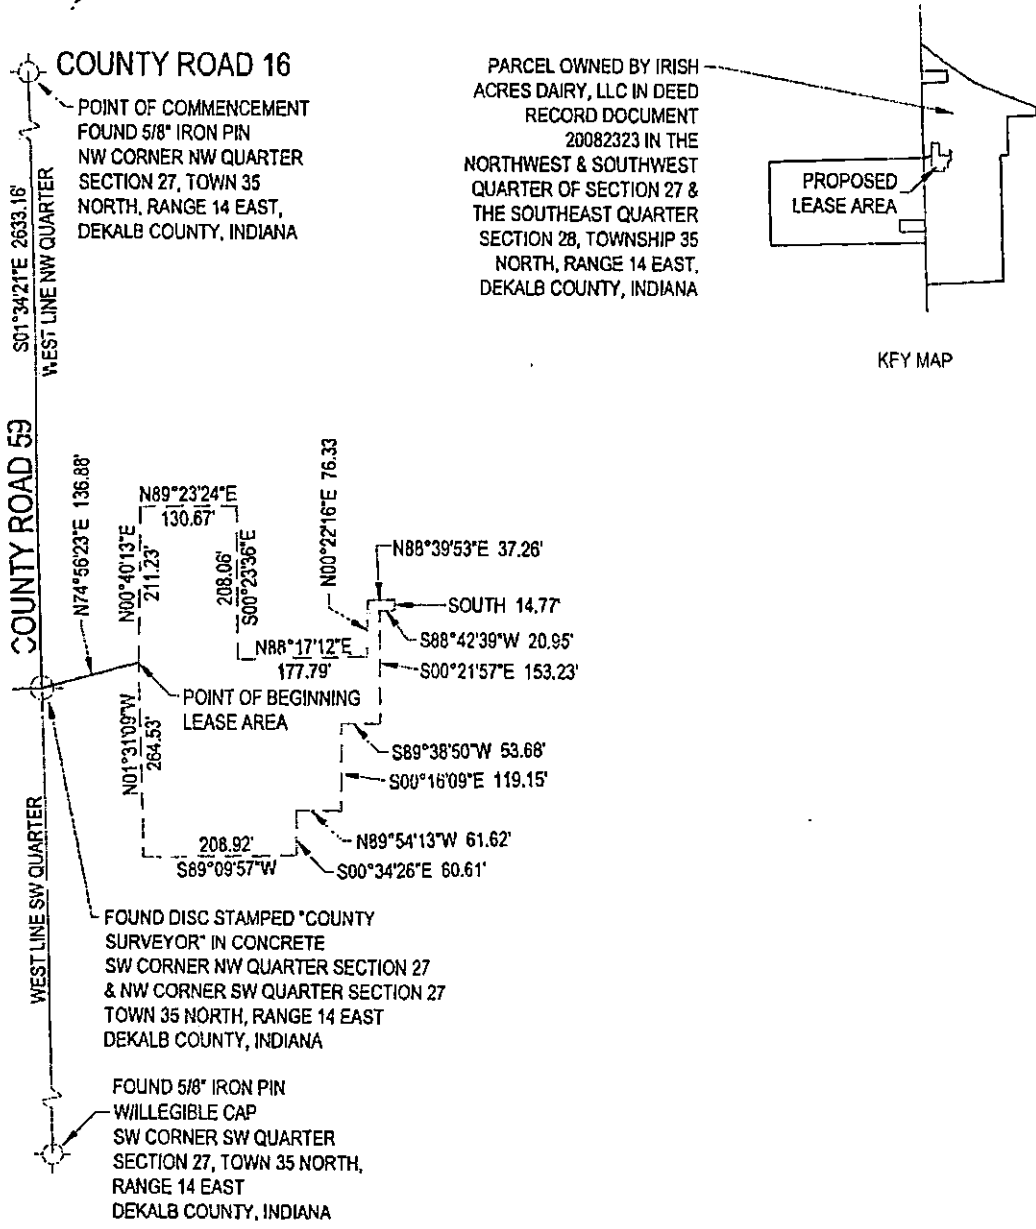 COUNTY ROAD 16
POINT OF COMMENCEMENT
FOUND 5/8" IRON PIN
NW CORNER NW QUARTER
SECTION 27, TOWN 35
NORTH, RANGE 14 EAST,
DEKALB COUNTY, INDIANA
S01°34'21"E 2633.16'
WEST LINE NW QUARTER
PARCEL OWNED BY IRISH
ACRES DAIRY, LLC IN DEED
RECORD DOCUMENT
20082323 IN THE
NORTHWEST & SOUTHWEST
QUARTER OF SECTION 27 &
THE SOUTHEAST QUARTER
SECTION 28, TOWNSHIP 35
NORTH, RANGE 14 EAST,
DEKALB COUNTY, INDIANA
PROPOSED
LEASE AREA
KEY MAP
COUNTY ROAD 59
N74°56'23"E 136.88'
N00°40'13"E
211.23'
N89°23'24"E
130.67'
208.06'
S00°23'36"E
N88°17'12"E
177.79'
N00°22'16"E 76.33
N88°39'53"E 37.26'
SOUTH 14.77'
S88°42'39"W 20.95'
S00°21'57"E 153.23'
POINT OF BEGINNING
LEASE AREA
N01°31'09"W
264.53'
S89°38'50"W 53.68'
S00°16'09"E 119.15'
N89°54'13"W 61.62'
S00°34'26"E 60.61'
208.92'
S89°09'57"W
WEST LINE SW QUARTER
FOUND DISC STAMPED "COUNTY
SURVEYOR" IN CONCRETE
SW CORNER NW QUARTER SECTION 27
& NW CORNER SW QUARTER SECTION 27
TOWN 35 NORTH, RANGE 14 EAST
DEKALB COUNTY, INDIANA
FOUND 5/8" IRON PIN
W/ILLEGIBLE CAP
SW CORNER SW QUARTER
SECTION 27, TOWN 35 NORTH,
RANGE 14 EAST
DEKALB COUNTY, INDIANA